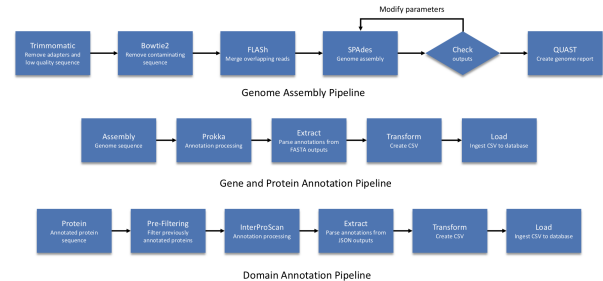 Modify parameters
Trimmomatic
Remove adapters and
low quality sequence
Bowtie2
Remove contaminating
sequence
FLASh
Merge overlapping reads
SPAdes
Genome assembly
Check
outputs
QUAST
Create genome report
Genome Assembly Pipeline
Assembly
Genome sequence
Prokka
Annotation processing
Extract
Parse annotations from
FASTA outputs
Transform
Create CSV
Load
Ingest CSV to database
Gene and Protein Annotation Pipeline
Protein
Annotated protein
sequence
Pre-Filtering
Filter previously
annotated proteins
InterProScan
Annotation processing
Extract
Parse annotations from
JSON outputs
Transform
Create CSV
Load
Ingest CSV to database
Domain Annotation Pipeline